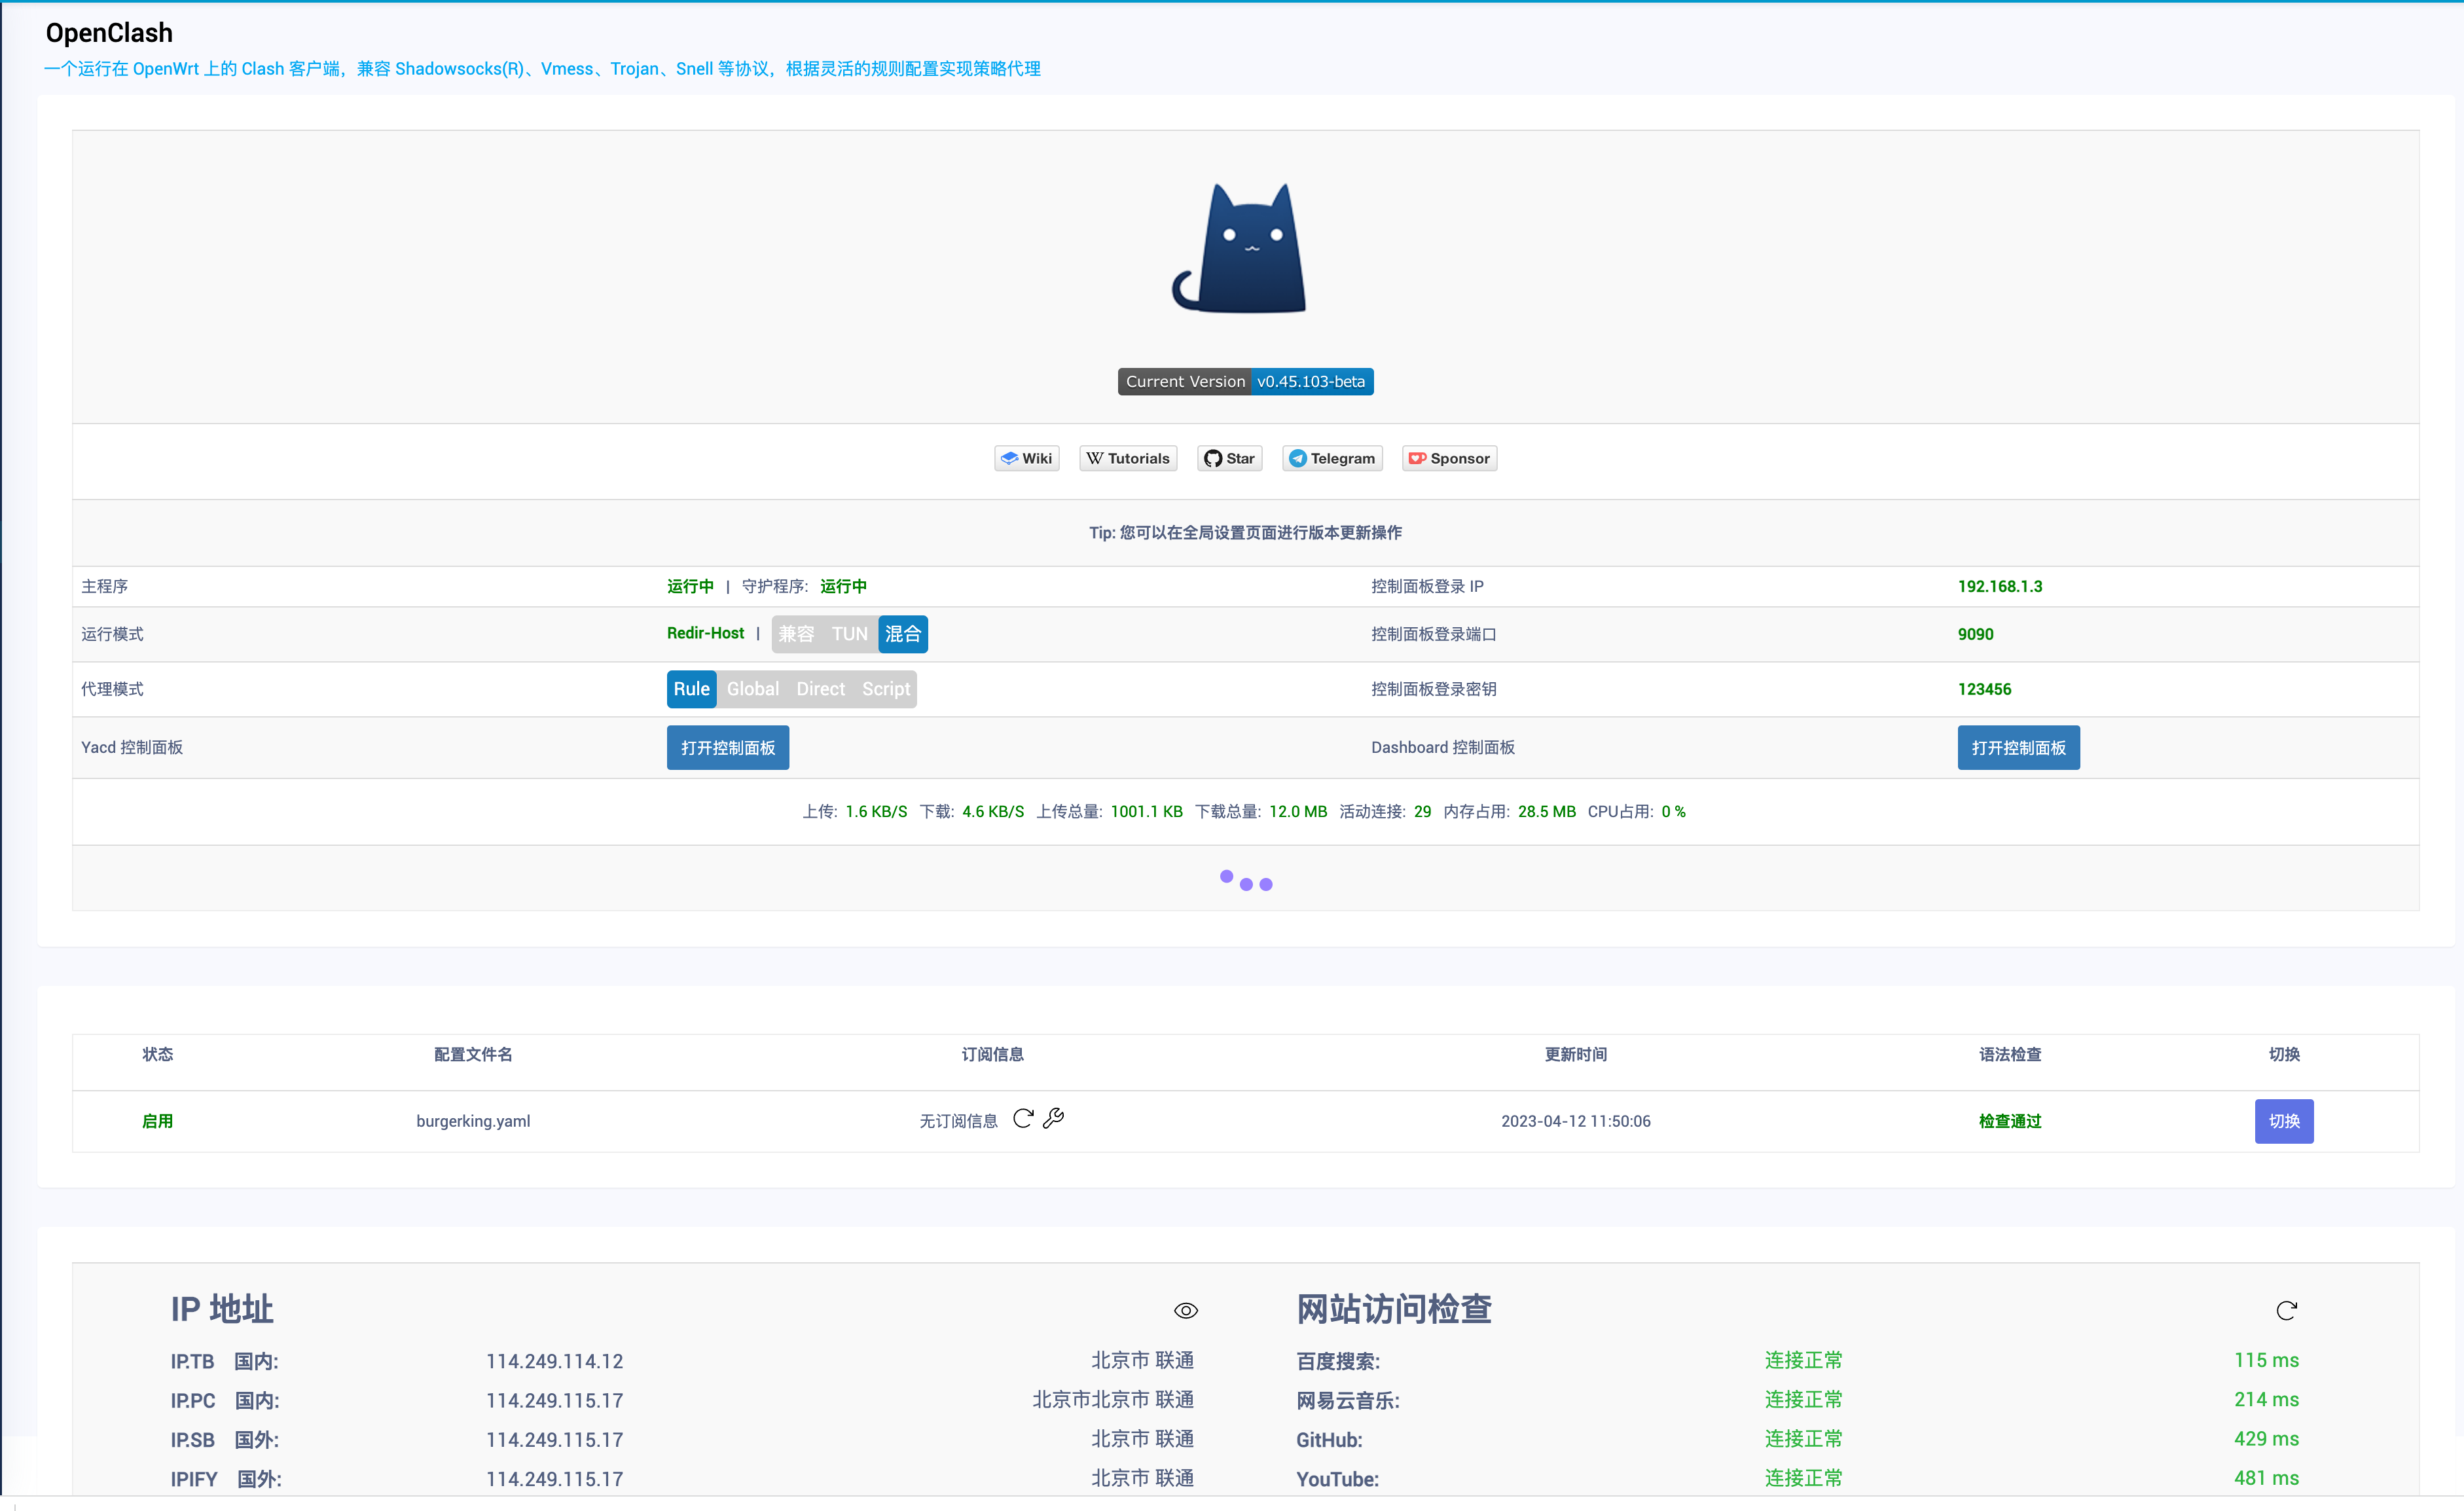 OpenClash
一个运行在 OpenWrt 上的 Clash 客户端，兼容 Shadowsocks(R)、Vmess、Trojan、Snell 等协议，根据灵活的规则配置实现策略代理
Current Version v0.45.103-beta
Wiki Tutorials Star Telegram Sponsor
Tip: 您可以在全局设置页面进行版本更新操作
主程序 运行中 | 守护程序: 运行中 控制面板登录 IP 192.168.1.3
运行模式 Redir-Host | 兼容 TUN 混合 控制面板登录端口 9090
代理模式 Rule Global Direct Script 控制面板登录密钥 123456
Yacd 控制面板 打开控制面板 Dashboard 控制面板 打开控制面板
上传: 1.6 KB/S 下载: 4.6 KB/S 上传总量: 1001.1 KB 下载总量: 12.0 MB 活动连接: 29 内存占用: 28.5 MB CPU占用: 0 %
状态 配置文件名 订阅信息 更新时间 语法检查 切换
启用 burgerking.yaml 无订阅信息 2023-04-12 11:50:06 检查通过 切换
IP 地址 网站访问检查
IP.TB 国内: 114.249.114.12 北京市 联通 百度搜索: 连接正常 115 ms
IP.PC 国内: 114.249.115.17 北京市北京市 联通 网易云音乐: 连接正常 214 ms
IP.SB 国外: 114.249.115.17 北京市 联通 GitHub: 连接正常 429 ms
IPIFY 国外: 114.249.115.17 北京市 联通 YouTube: 连接正常 481 ms